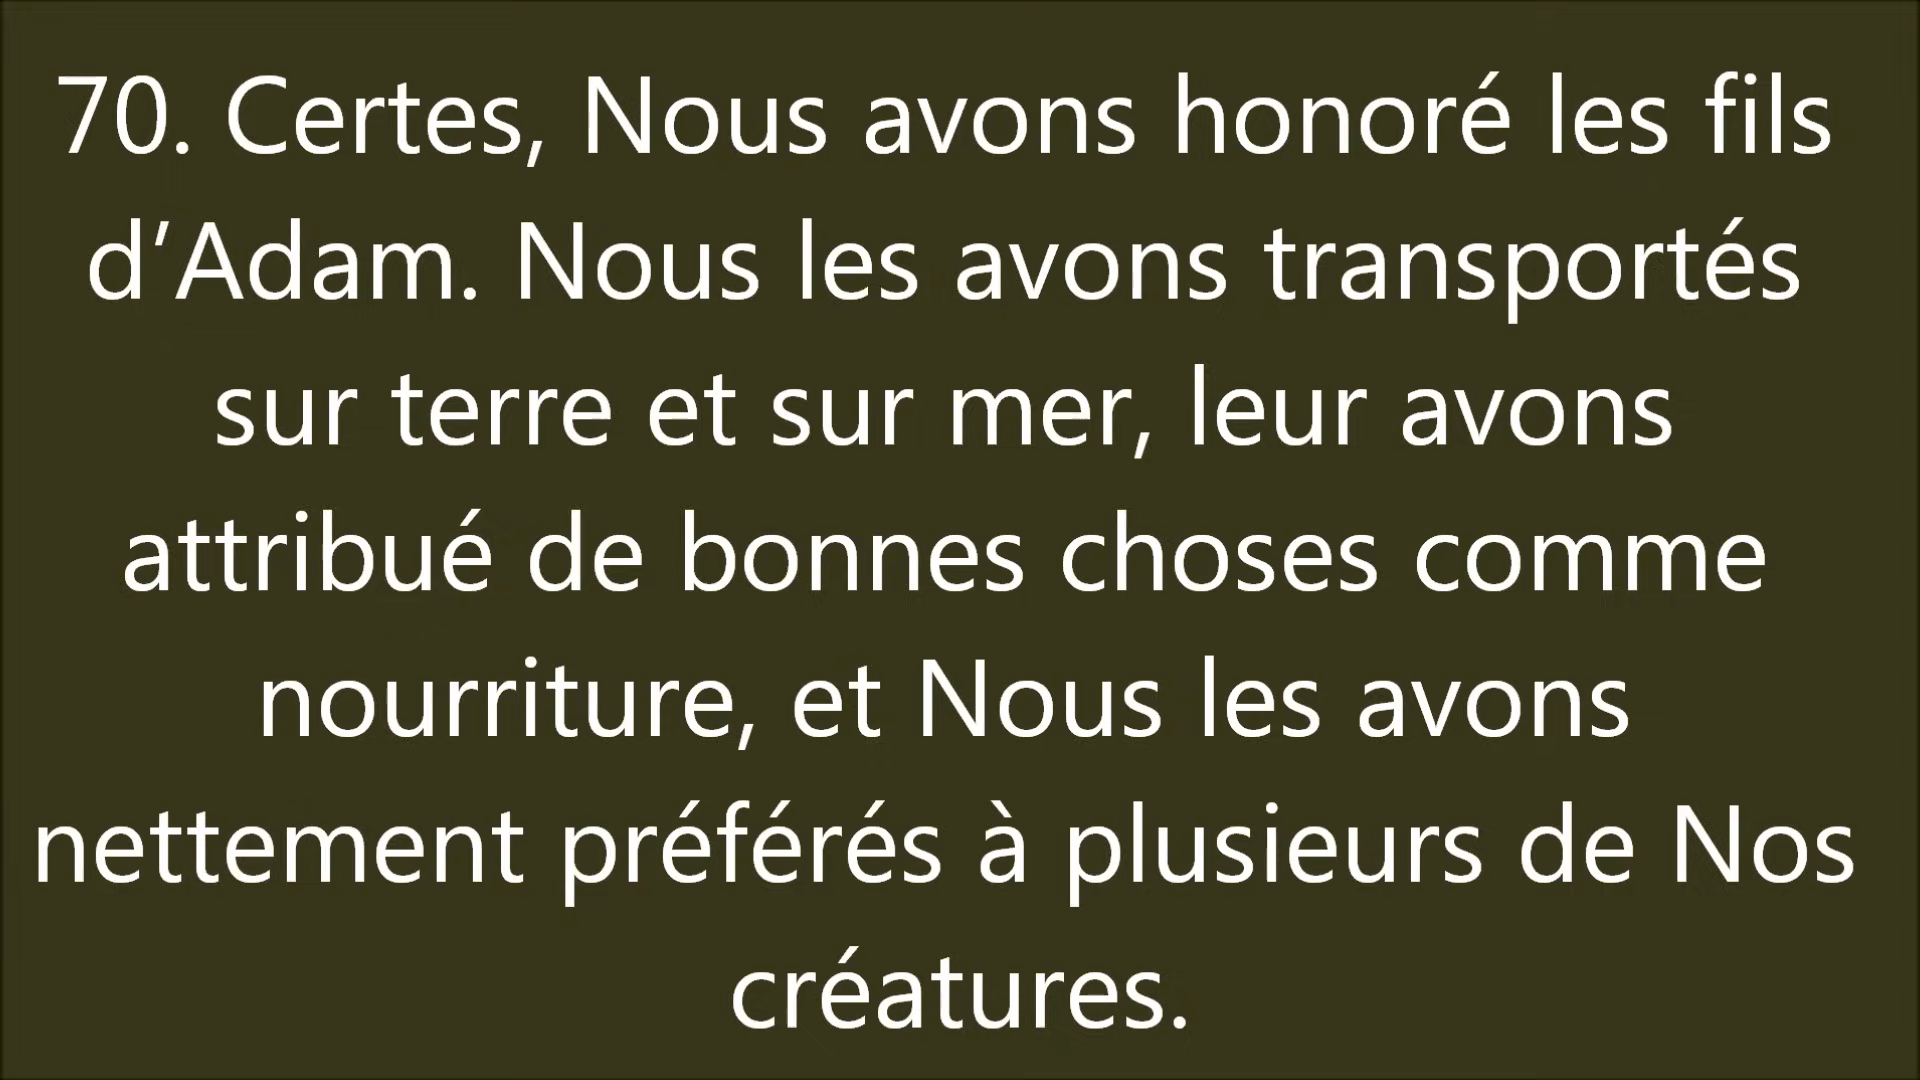 70. Certes, Nous avons honoré les fils
d’Adam. Nous les avons transportés
sur terre et sur mer, leur avons
attribué de bonnes choses comme
nourriture, et Nous les avons
nettement préférés à plusieurs de Nos
créatures.